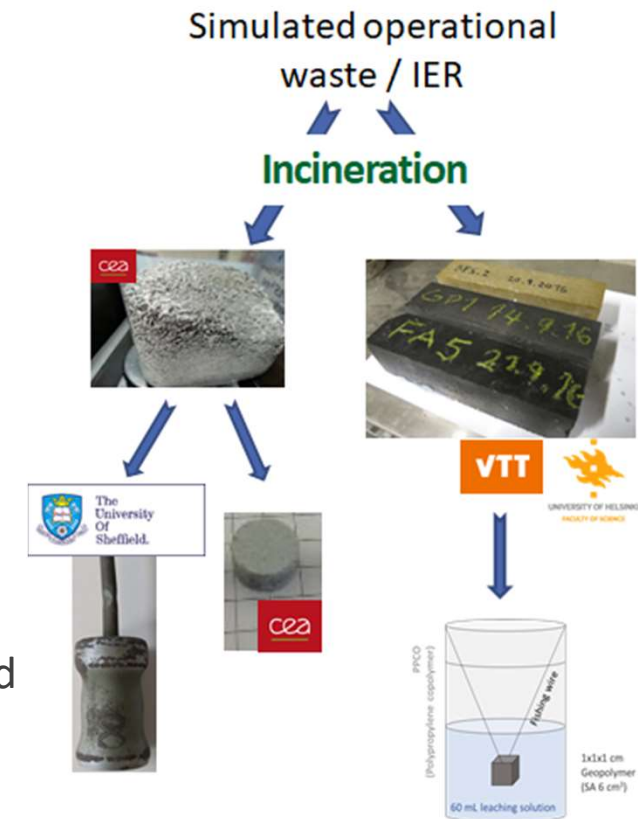 Simulated operational
waste / IER
Incineration
cea
GP1 14.9.16
FA5 22.9.16
VTT
UNIVERSITY OF HELSINKI
FACULTY OF SCIENCE
The
University
Of
Sheffield.
cea
d
PPCO
(Polypropylene copolymer)
Fishing wire
1x1x1 cm
Geopolymer
(SA 6 cm²)
60 mL leaching solution